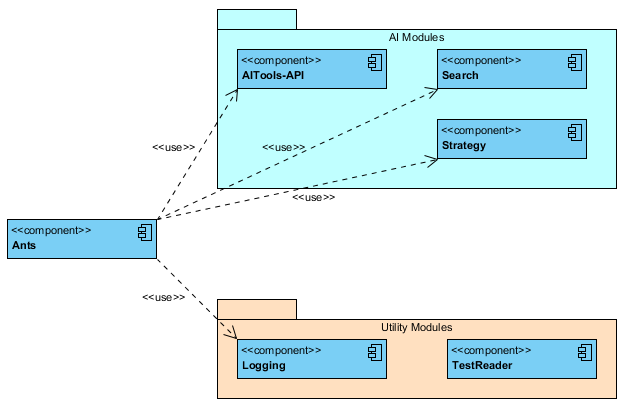 AI Modules
<<component>>
AITools-API
<<component>>
Search
<<component>>
Strategy
<<use>>
<<use>>
<<use>>
<<component>>
Ants
<<use>>
Utility Modules
<<component>>
Logging
<<component>>
TestReader